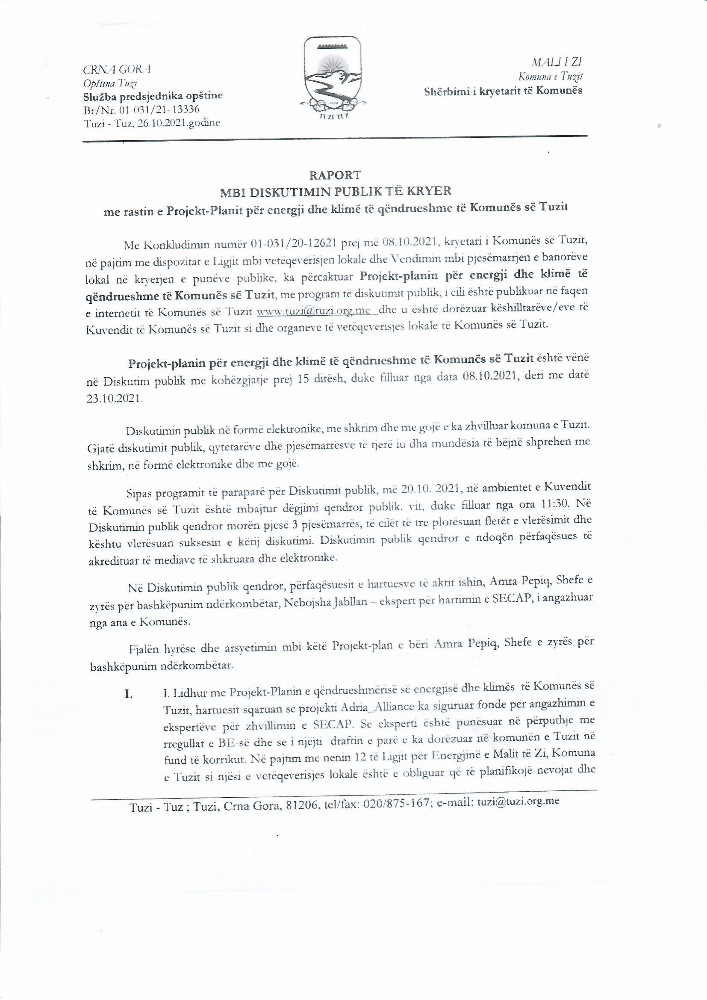 CRNA GORA
Opština Tuzi
Služba predsjednika opštine
Br/Nr. 01-031/21-13336
Tuzi - Tuz, 26.10.2021.godine
MALI I ZI
Komuna e Tuzit
Shërbimi i kryetarit të Komunës
RAPORT
MBI DISKUTIMIN PUBLIK TË KRYER
me rastin e Projekt-Planit për energji dhe klimë të qëndrueshme të Komunës së Tuzit
Me Konkludimin numër 01-031/20-12621 prej më 08.10.2021, kryetari i Komunës së Tuzit,
në pajtim me dispozitat e Ligjit mbi vetëqeverisjen lokale dhe Vendimin mbi pjesëmarrjen e banorëve
lokal në kryerjen e punëve publike, ka përcaktuar Projekt-planin për energji dhe klimë të
qëndrueshme të Komunës së Tuzit, me program të diskutimit publik, i cili është publikuar në faqen
e internetit të Komunës së Tuzit www.tuzi@tuzi.org.me dhe u është dorëzuar këshilltarëve/eve të
Kuvendit të Komunës së Tuzit si dhe organeve të vetëqeverisjes lokale të Komunës së Tuzit.
Projekt-planin për energji dhe klimë të qëndrueshme të Komunës së Tuzit është vënë
në Diskutim publik me kohëzgjatje prej 15 ditësh, duke filluar nga data 08.10.2021, deri me datë
23.10.2021.
Diskutimin publik në formë elektronike, me shkrim dhe me gojë e ka zhvilluar komuna e Tuzit.
Gjatë diskutimit publik, qytetarëve dhe pjesëmarrësve të tjerë iu dha mundësia të bëjnë shprehen me
shkrim, në formë elektronike dhe me gojë.
Sipas programit të paraparë për Diskutimit publik, më 20.10. 2021, në ambientet e Kuvendit
të Komunës së Tuzit është mbajtur dëgjimi qendror publik. vit, duke filluar nga ora 11:30. Në
Diskutimin publik qendror morën pjesë 3 pjesëmarrës, të cilët të tre plotësuan fletët e vlerësimit dhe
kështu vlerësuan suksesin e këtij diskutimi. Diskutimin publik qendror e ndoqën përfaqësues të
akredituar të mediave të shkruara dhe elektronike.
Në Diskutimin publik qendror, përfaqësuesit e hartuesve të aktit ishin, Amra Pepiq, Shefe e
zyrës për bashkëpunim ndërkombëtar, Nebojsha Jabllan – ekspert për hartimin e SECAP, i angazhuar
nga ana e Komunës.
Fjalën hyrëse dhe arsyetimin mbi këtë Projekt-plan e bëri Amra Pepiq, Shefe e zyrës për
bashkëpunim ndërkombëtar.
I. I. Lidhur me Projekt-Planin e qëndrueshmërisë së energjisë dhe klimës të Komunës së
Tuzit, hartuesit sqaruan se projekti Adria_Alliance ka siguruar fonde për angazhimin e
ekspertëve për zhvillimin e SECAP. Se eksperti është punësuar në përputhje me
rregullat e BE-së dhe se i njëjti draftin e parë e ka dorëzuar në komunën e Tuzit në
fund të korrikut. Në pajtim me nenin 12 të Ligjit për Energjinë e Malit të Zi, Komuna
e Tuzit si njësi e vetëqeverisjes lokale është e obliguar që të planifikojë nevojat dhe
Tuzi - Tuz ; Tuzi, Crna Gora, 81206, tel/fax: 020/875-167; e-mail: tuzi@tuzi.org.me